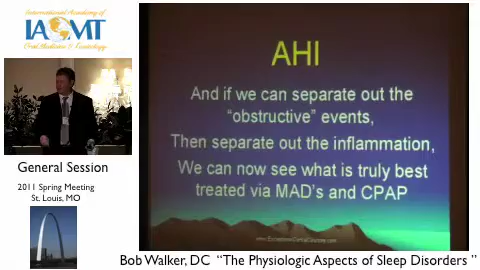 International Academy of
IAOMT
Oral Medicine & Toxicology
General Session
2011 Spring Meeting
St. Louis, MO
AHI
And if we can separate out the
“obstructive” events,
Then separate out the inflammation,
We can now see what is truly best
treated via MAD's and CPAP
Bob Walker, DC “The Physiologic Aspects of Sleep Disorders ”